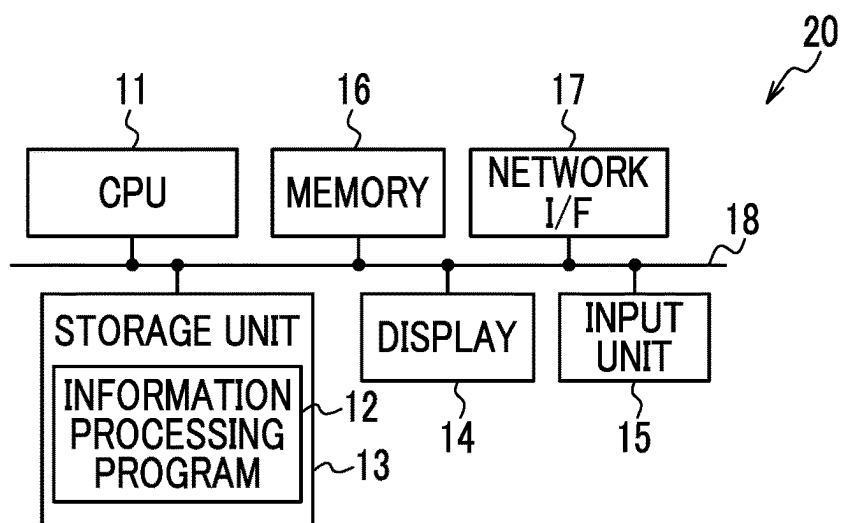 20
11
16
17
CPU
MEMORY
NETWORK
I/F
18
STORAGE UNIT
DISPLAY
INPUT
UNIT
INFORMATION
PROCESSING
PROGRAM
12
13
14
15